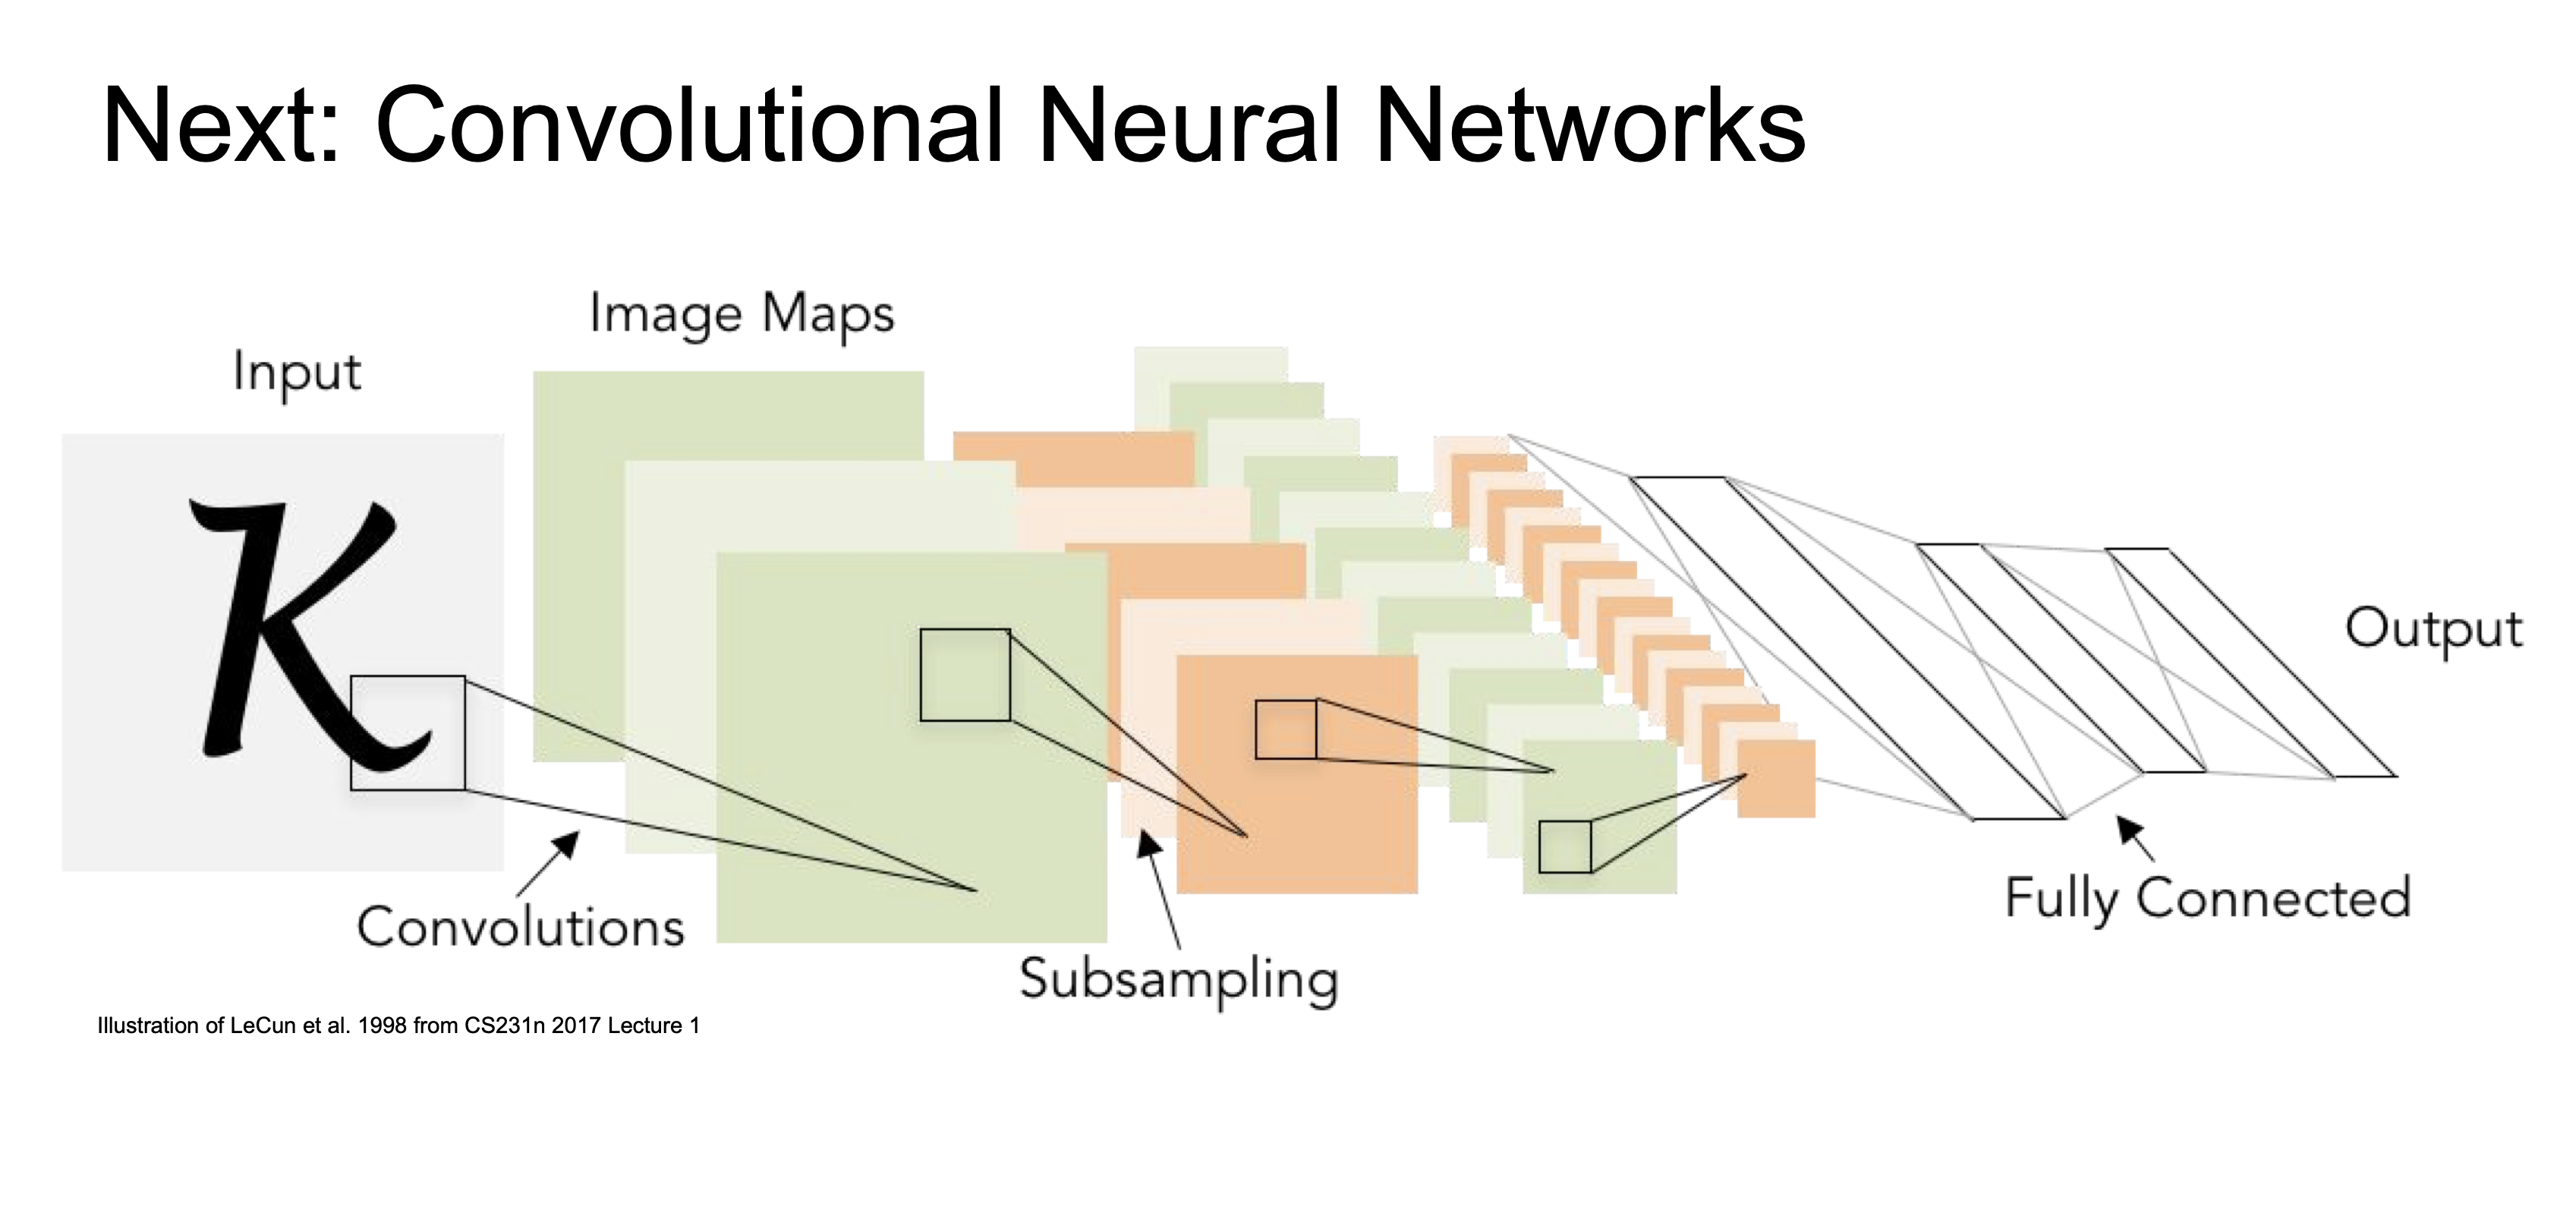 Next: Convolutional Neural Networks
Image Maps
Input
K
Output
Fully Connected
Convolutions
Subsampling
Illustration of LeCun et al. 1998 from CS231n 2017 Lecture 1